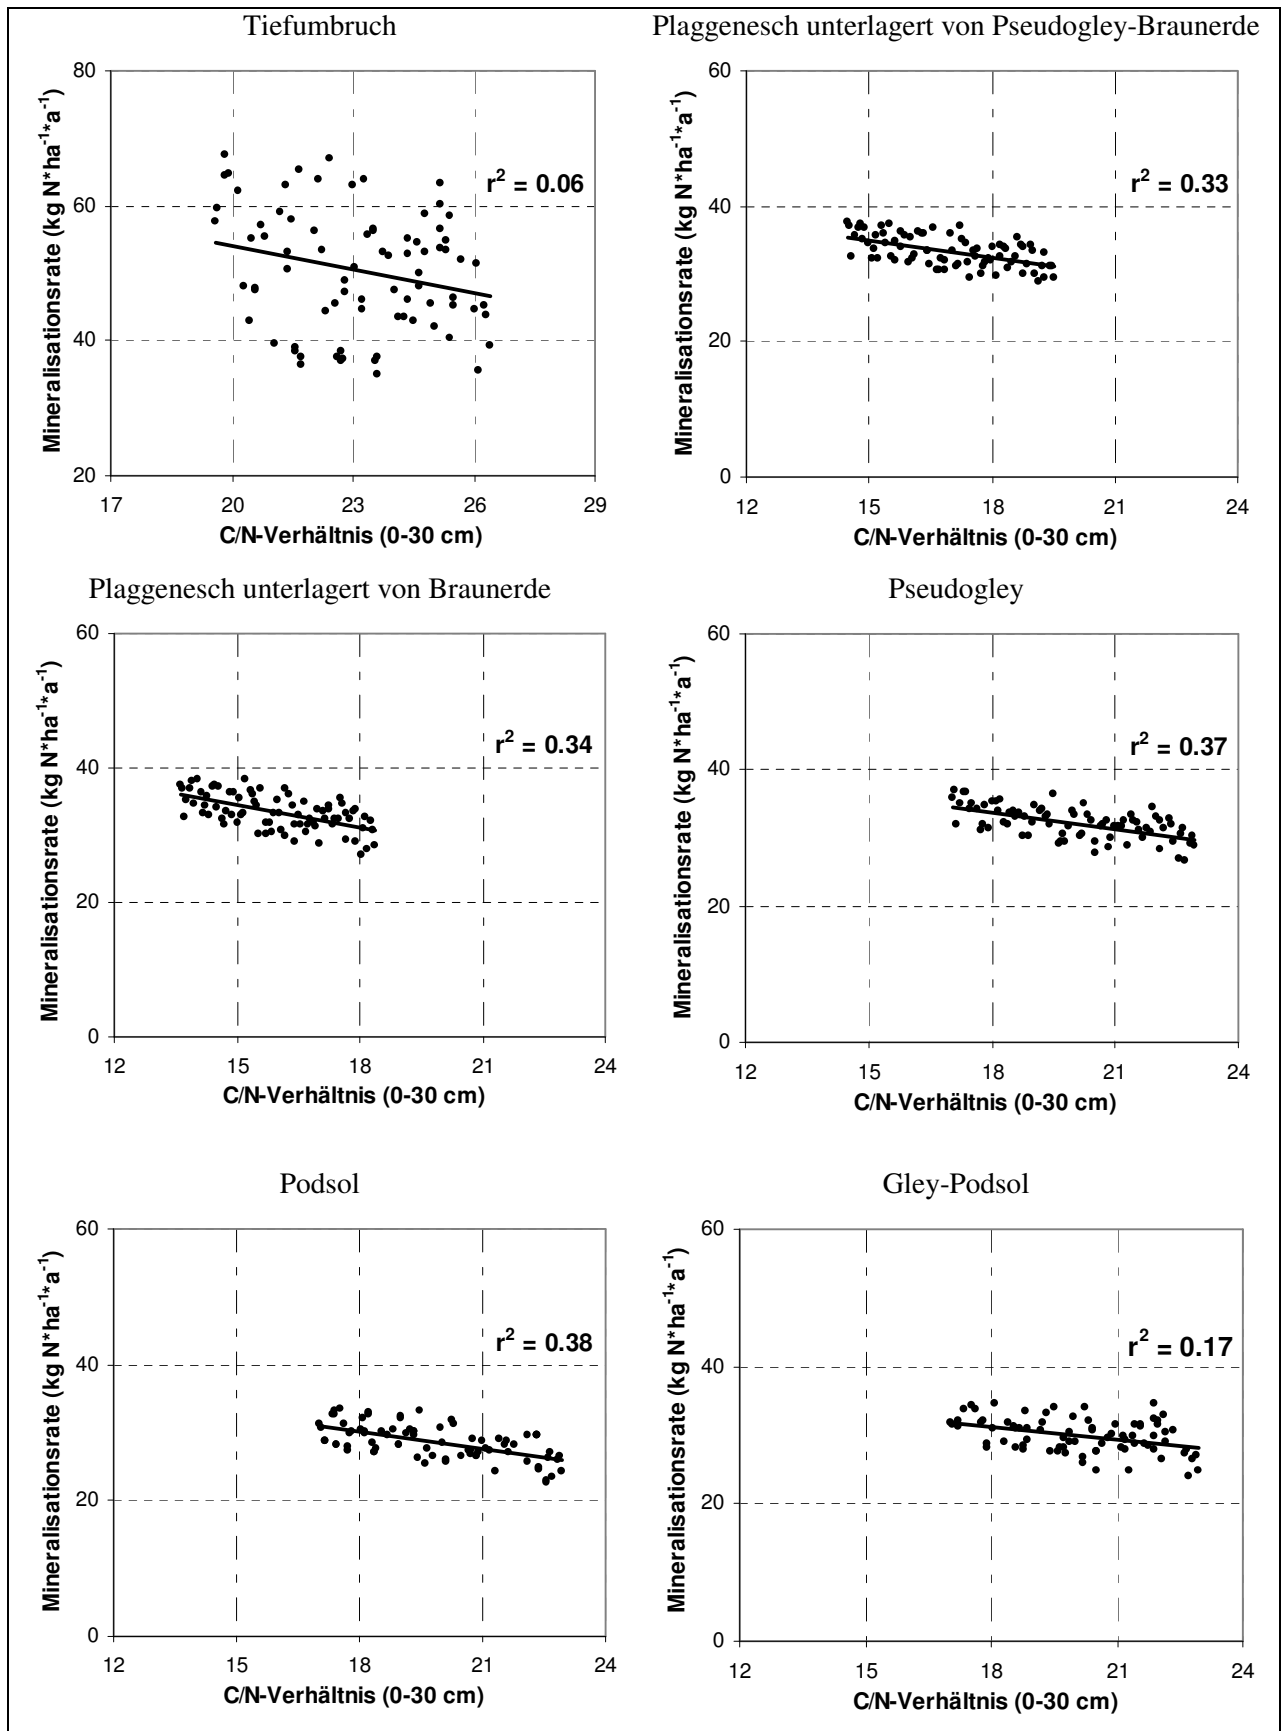 Tiefumbruch
80
60
40
20
17 20 23 26 29
Mineralisationsrate (kg N*ha⁻¹*a⁻¹)
r² = 0.06
C/N-Verhältnis (0-30 cm)
Plaggenesch unterlagert von Pseudogley-Braunerde
60
40
20
0
12 15 18 21 24
Mineralisationsrate (kg N*ha⁻¹*a⁻¹)
r² = 0.33
C/N-Verhältnis (0-30 cm)
Plaggenesch unterlagert von Braunerde
60
40
20
0
12 15 18 21 24
Mineralisationsrate (kg N*ha⁻¹*a⁻¹)
r² = 0.34
C/N-Verhältnis (0-30 cm)
Pseudogley
60
40
20
0
12 15 18 21 24
Mineralisationsrate (kg N*ha⁻¹*a⁻¹)
r² = 0.37
C/N-Verhältnis (0-30 cm)
Podsol
60
40
20
0
12 15 18 21 24
Mineralisationsrate (kg N*ha⁻¹*a⁻¹)
r² = 0.38
C/N-Verhältnis (0-30 cm)
Gley-Podsol
60
40
20
0
12 15 18 21 24
Mineralisationsrate (kg N*ha⁻¹*a⁻¹)
r² = 0.17
C/N-Verhältnis (0-30 cm)